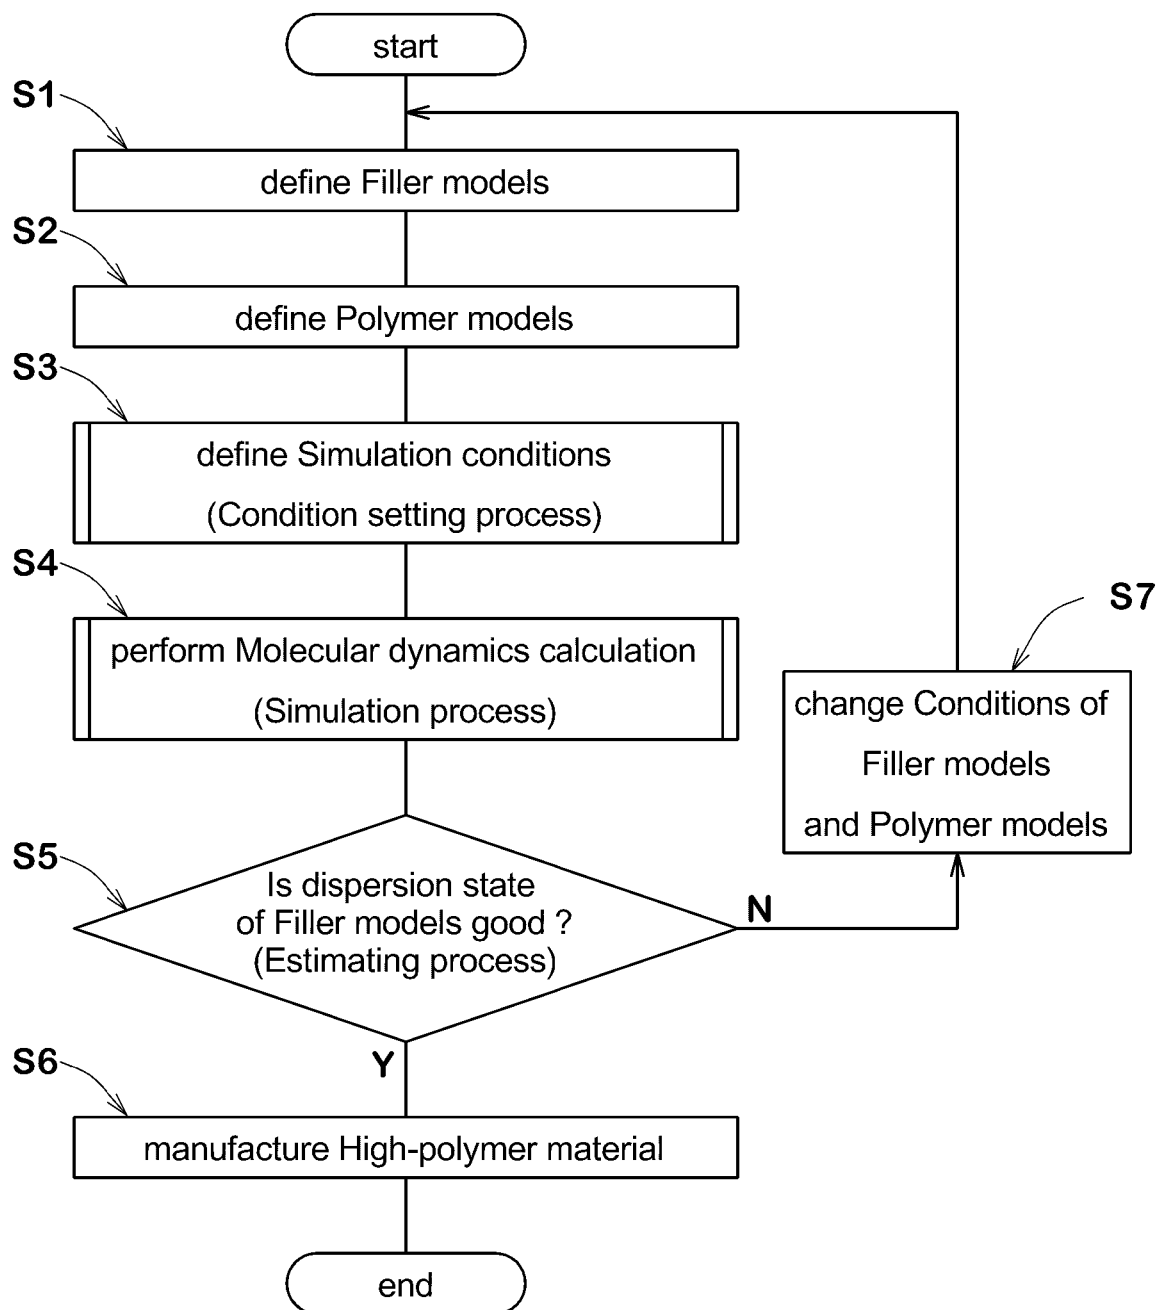 start
S1
define Filler models
S2
define Polymer models
S3
define Simulation conditions
(Condition setting process)
S4
perform Molecular dynamics calculation
(Simulation process)
S7
change Conditions of
Filler models
and Polymer models
S5
Is dispersion state
of Filler models good ?
(Estimating process)
N
Y
S6
manufacture High-polymer material
end